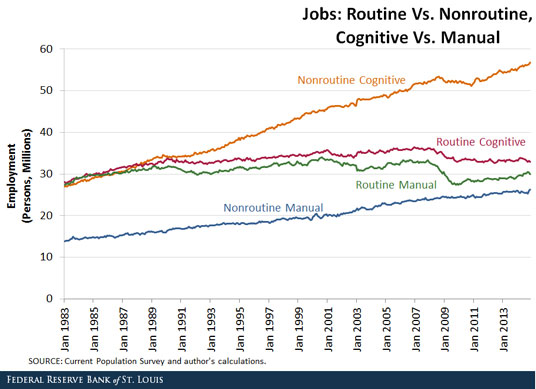 Jobs: Routine Vs. Nonroutine,
Cognitive Vs. Manual
Employment
(Persons, Millions)
60
50
40
30
20
10
0
Nonroutine Cognitive
Routine Cognitive
Routine Manual
Nonroutine Manual
Jan 1983
Jan 1985
Jan 1987
Jan 1989
Jan 1991
Jan 1993
Jan 1995
Jan 1997
Jan 1999
Jan 2001
Jan 2003
Jan 2005
Jan 2007
Jan 2009
Jan 2011
Jan 2013
SOURCE: Current Population Survey and author's calculations.
FEDERAL RESERVE BANK of ST. LOUIS